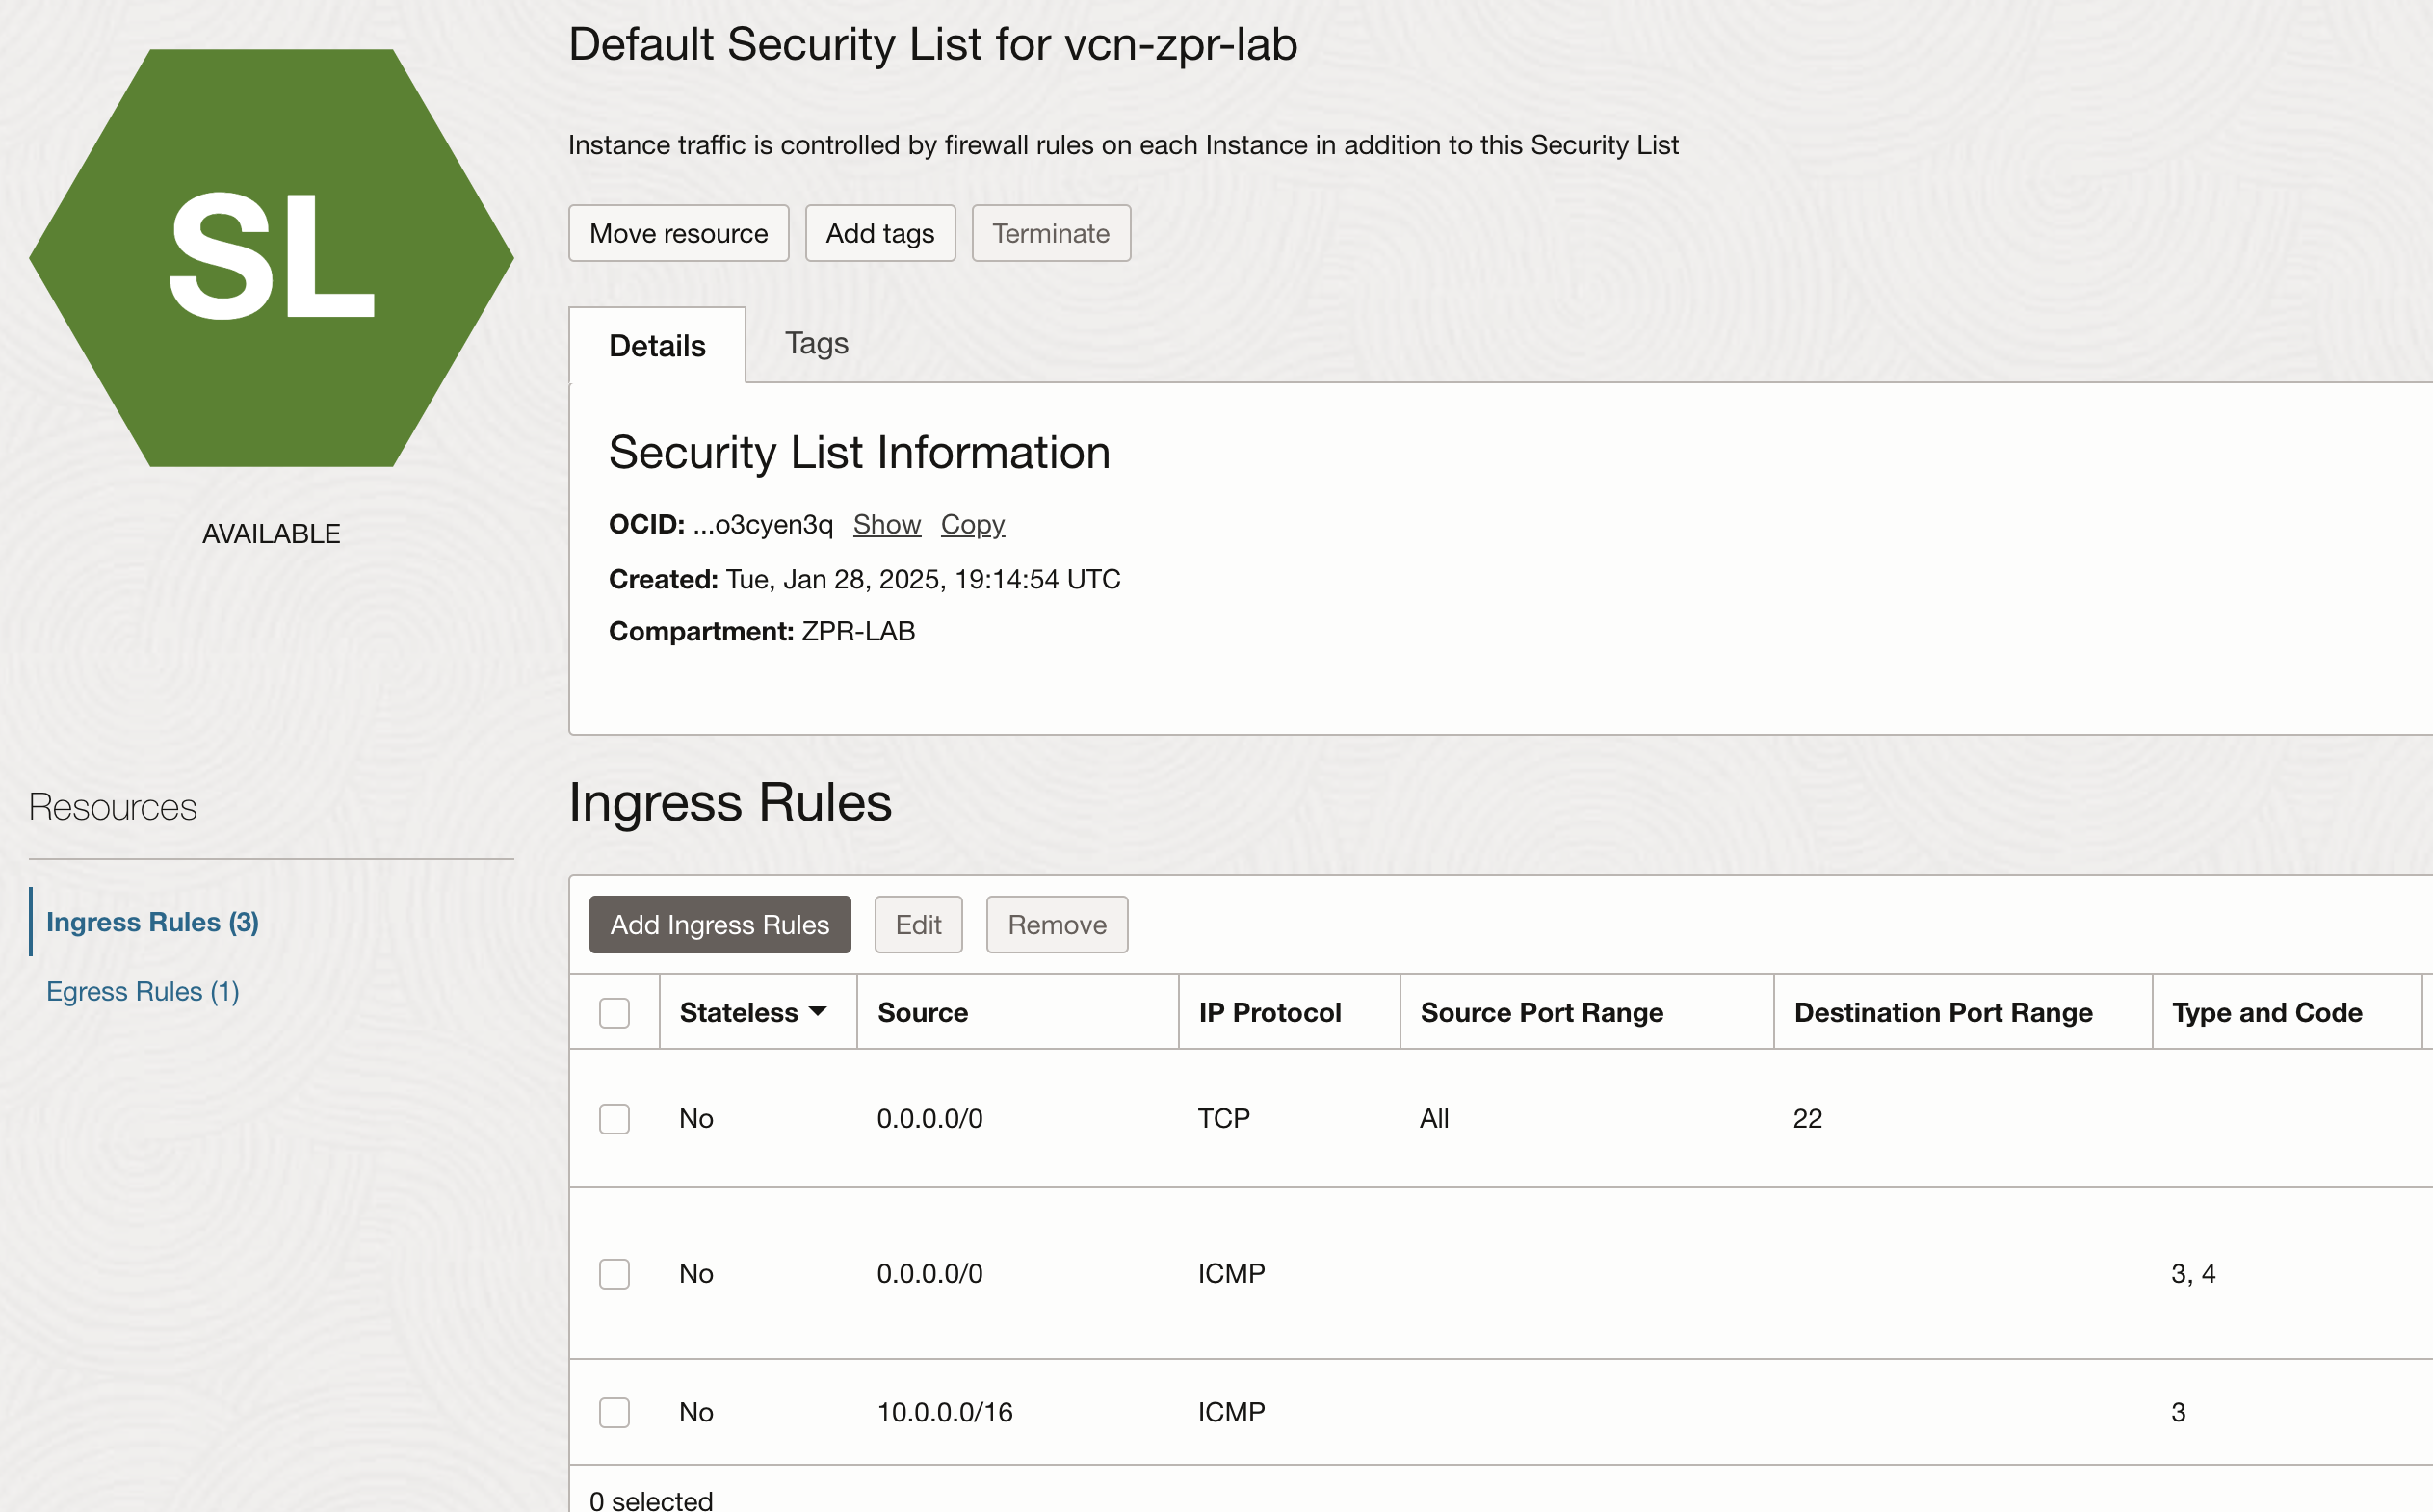 SL
AVAILABLE
Default Security List for vcn-zpr-lab
Instance traffic is controlled by firewall rules on each Instance in addition to this Security List
Move resource Add tags Terminate
Details Tags
Security List Information
OCID: ...o3cyen3q Show Copy
Created: Tue, Jan 28, 2025, 19:14:54 UTC
Compartment: ZPR-LAB
Resources
Ingress Rules (3)
Egress Rules (1)
Ingress Rules
Add Ingress Rules Edit Remove
Stateless Source IP Protocol Source Port Range Destination Port Range Type and Code
No 0.0.0.0/0 TCP All 22
No 0.0.0.0/0 ICMP 3, 4
No 10.0.0.0/16 ICMP 3
0 selected